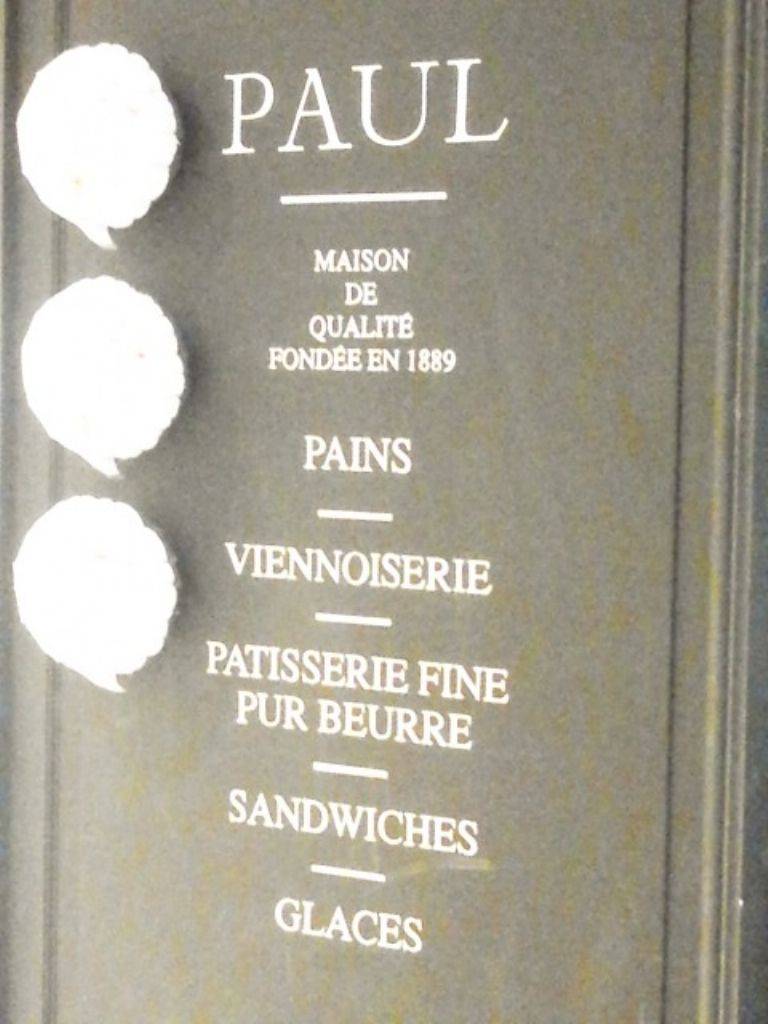 PAUL
MAISON
DE
QUALITÉ
FONDÉE EN 1889
PAINS
VIENNOISERIE
PATISSERIE FINE
PUR BEURRE
SANDWICHES
GLACES